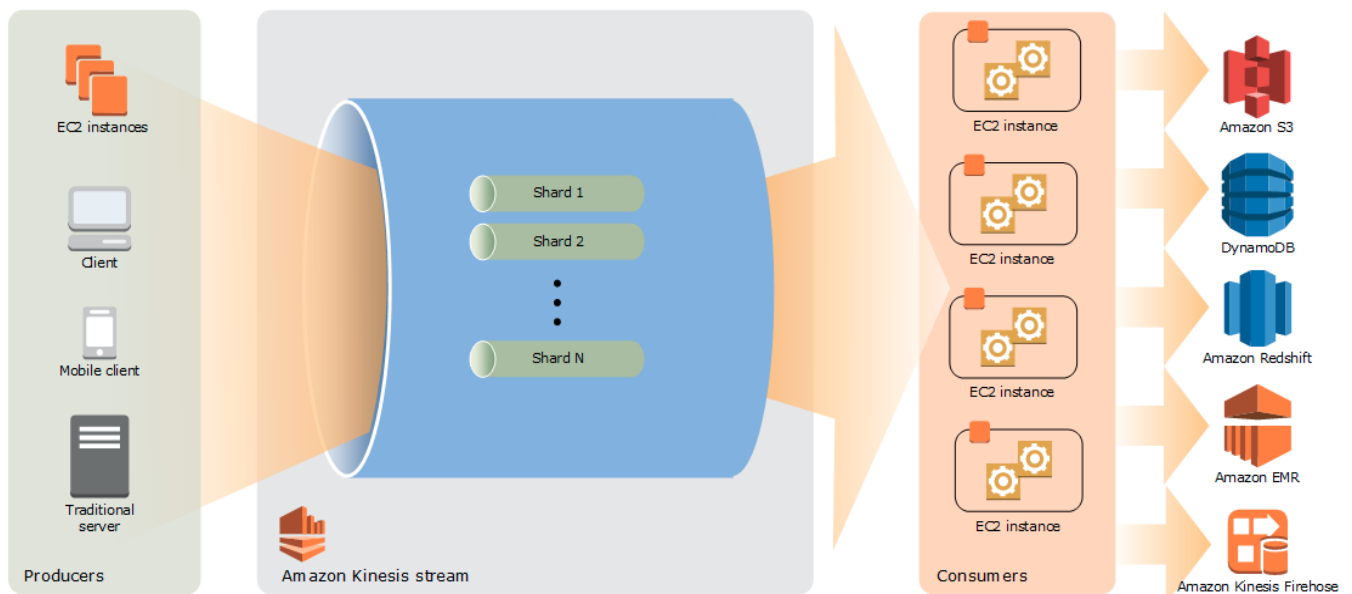 EC2 instances
Client
Mobile client
Traditional
server
Producers
Shard 1
Shard 2
Shard N
Amazon Kinesis stream
EC2 instance
EC2 instance
EC2 instance
EC2 instance
Consumers
Amazon S3
DynamoDB
Amazon Redshift
Amazon EMR
Amazon Kinesis Firehose